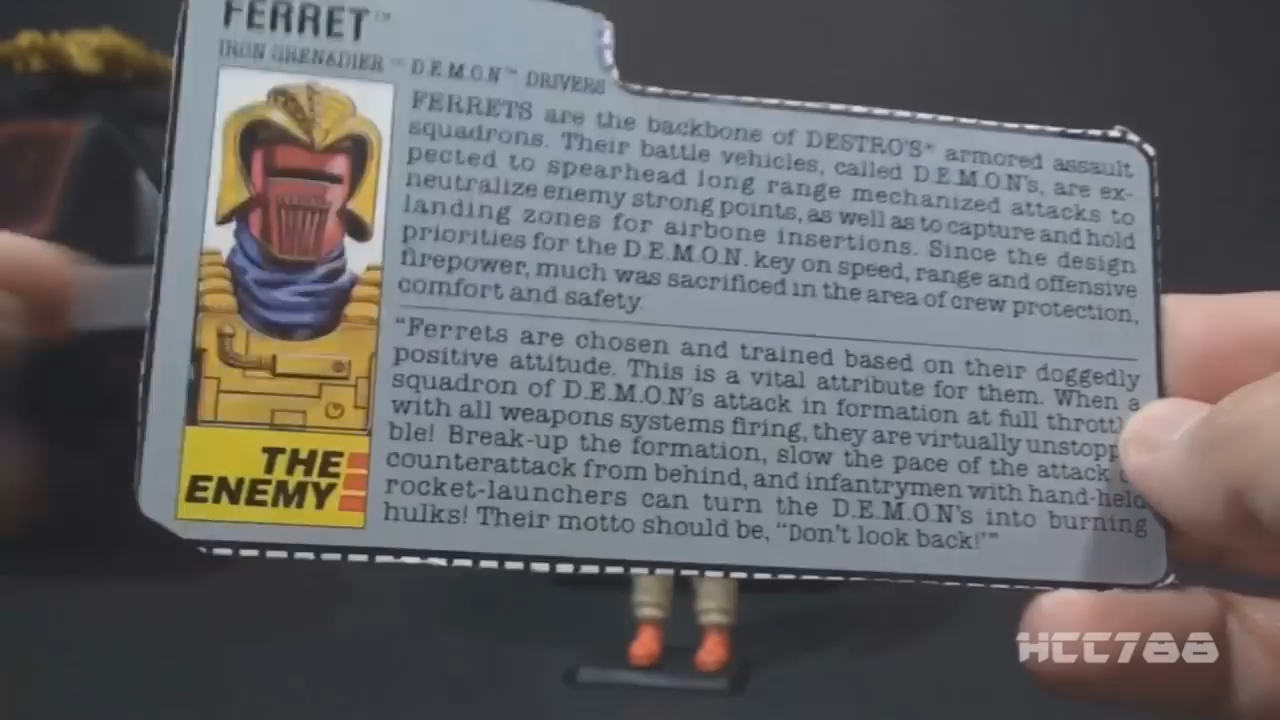 FERRET™
IRON GRENADIER™ D.E.M.O.N™ DRIVERS
FERRETS are the backbone of DESTRO'S* armored assault
squadrons. Their battle vehicles, called D.E.M.O.N's, are ex-
pected to spearhead long range mechanized attacks to
neutralize enemy strong points, as well as to capture and hold
landing zones for airbone insertions. Since the design
priorities for the D.E.M.O.N. key on speed, range and offensive
firepower, much was sacrificed in the area of crew protection,
comfort and safety.
"Ferrets are chosen and trained based on their doggedly
positive attitude. This is a vital attribute for them. When a
squadron of D.E.M.O.N's attack in formation at full thrott
with all weapons systems firing, they are virtually unstopp
ble! Break-up the formation, slow the pace of the attack
counterattack from behind, and infantrymen with hand-held
rocket-launchers can turn the D.E.M.O.N's into burning
hulks! Their motto should be, "Don't look back!'"
THE
ENEMY
HCC788